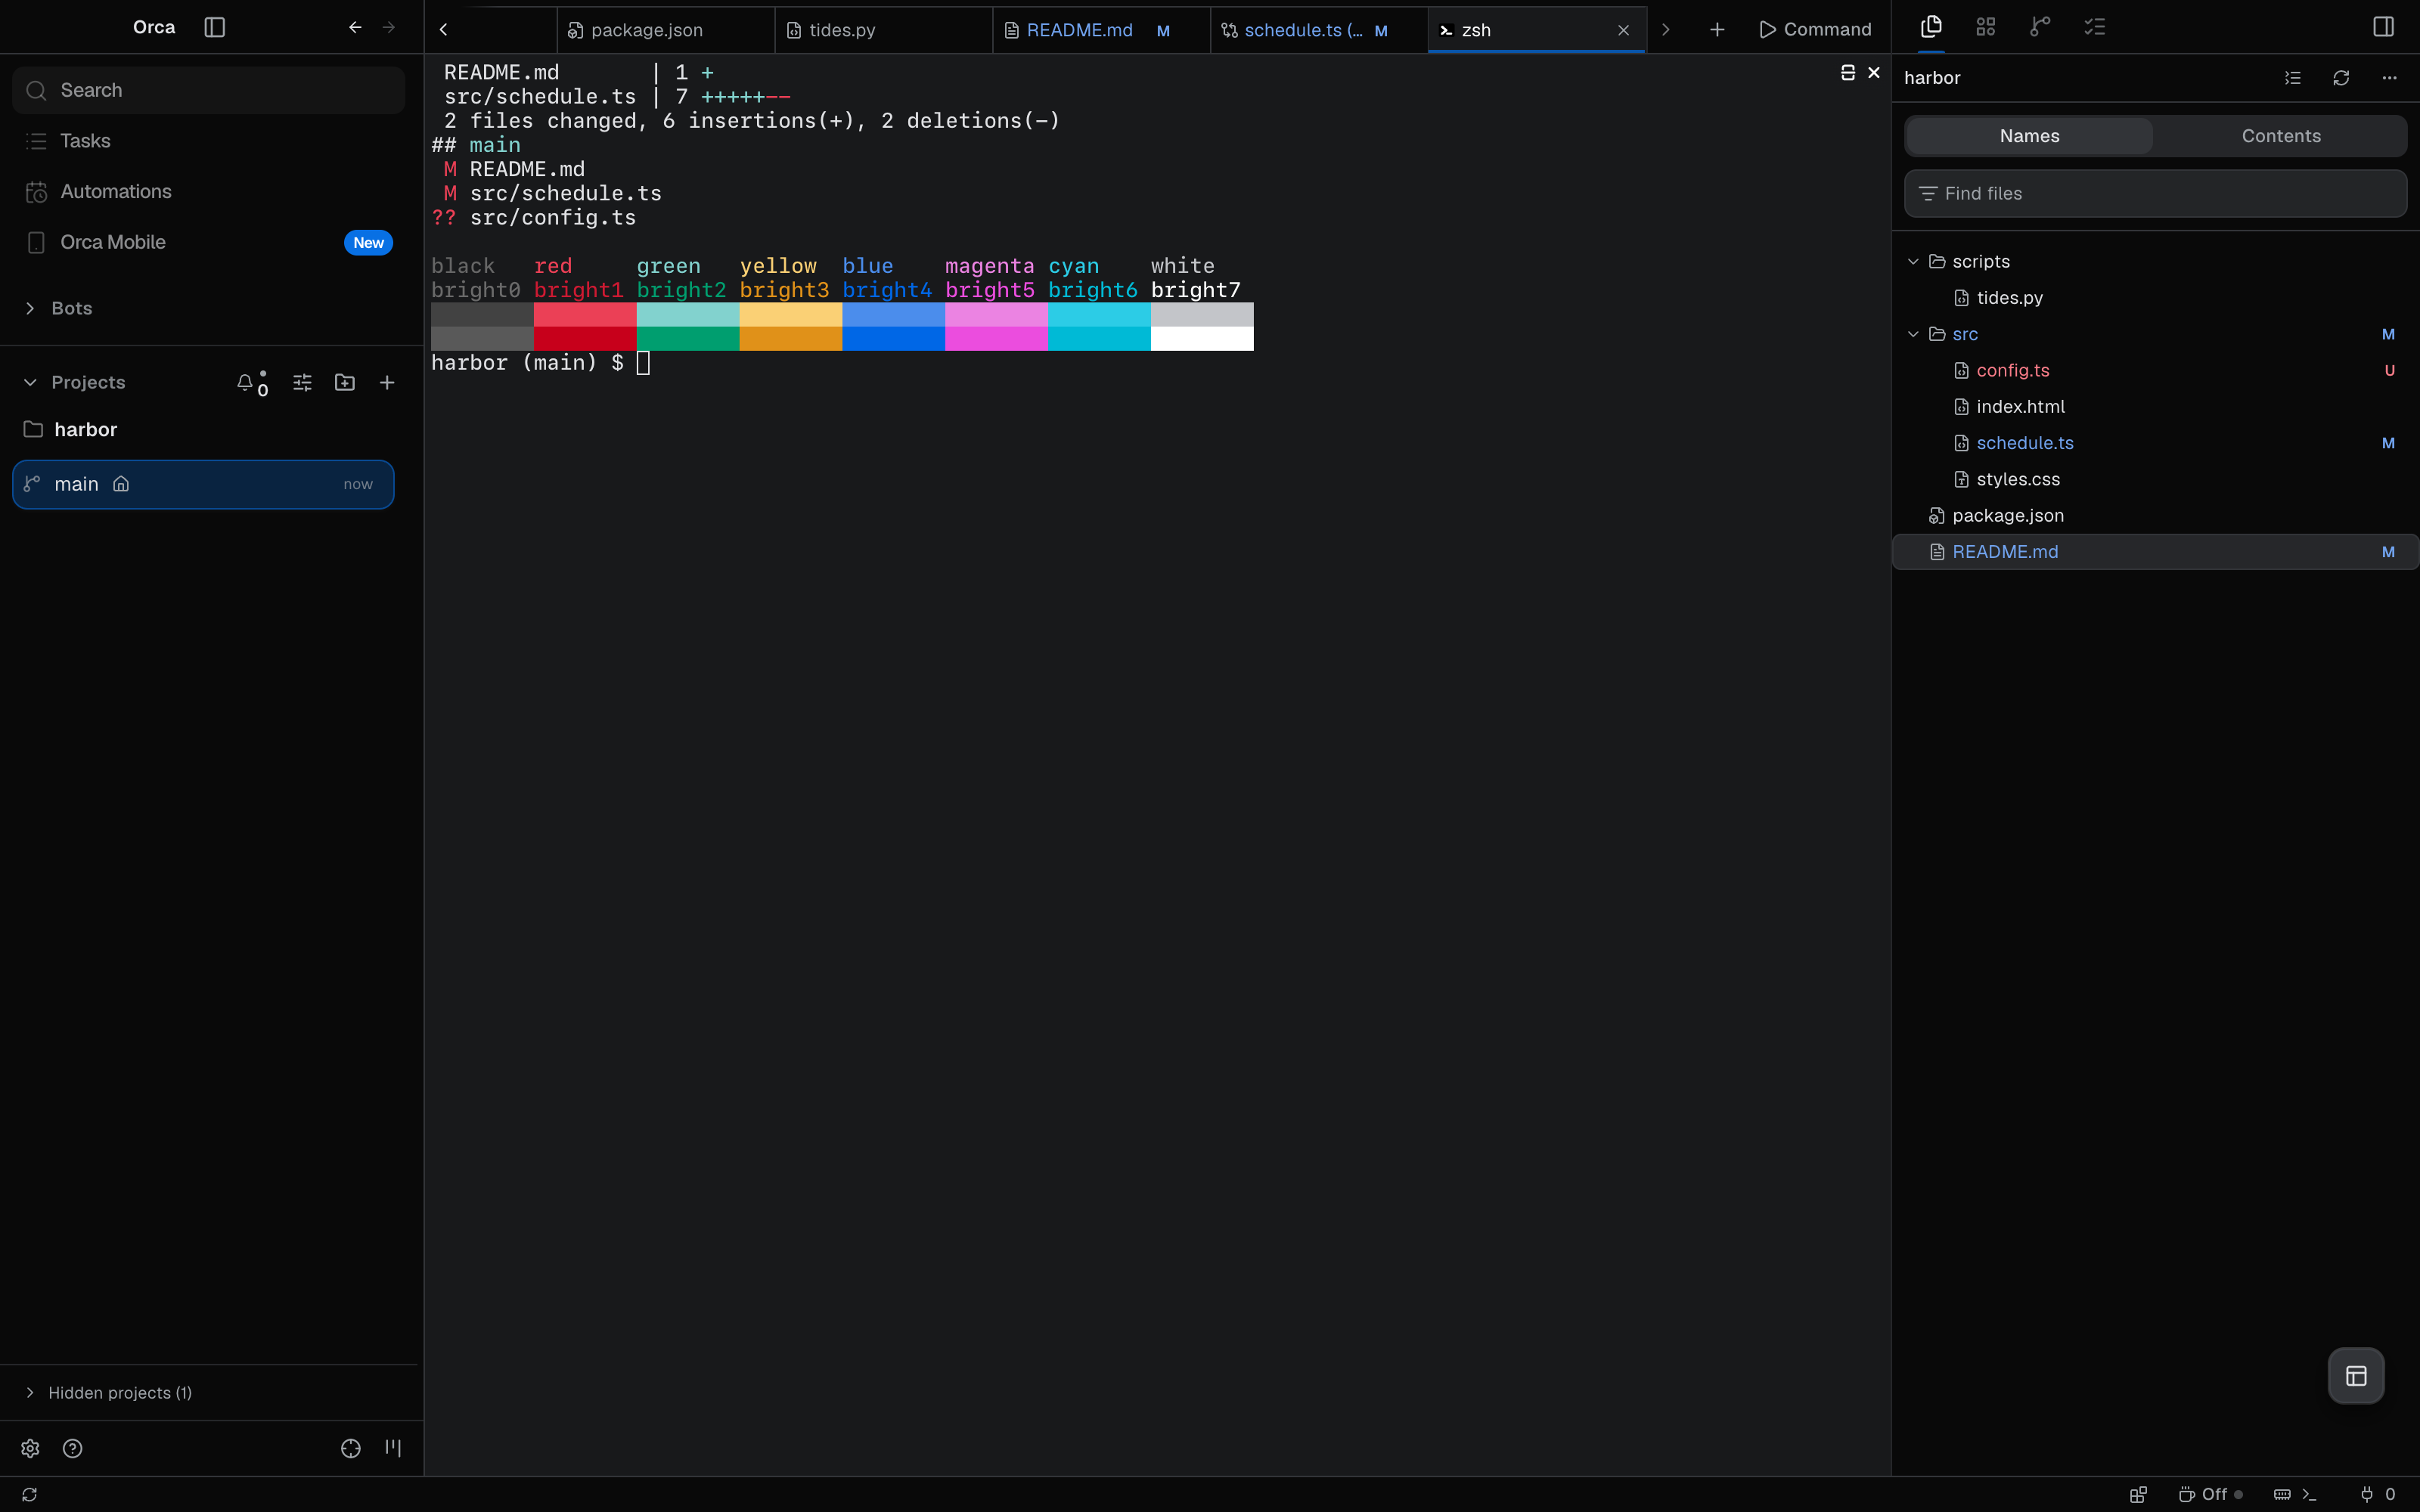 Orca
Search
Tasks
Automations
Orca Mobile New
Bots
Projects 0
harbor
main now
Hidden projects (1)
package.json
tides.py
README.md M
schedule.ts (… M
zsh
Command
README.md | 1 +
src/schedule.ts | 7 +++++--
2 files changed, 6 insertions(+), 2 deletions(-)
## main
M README.md
M src/schedule.ts
?? src/config.ts
black red green yellow blue magenta cyan white
bright0 bright1 bright2 bright3 bright4 bright5 bright6 bright7
harbor (main) $
harbor
Names Contents
Find files
scripts
tides.py
src M
config.ts U
index.html
schedule.ts M
styles.css
package.json
README.md M
Off 0